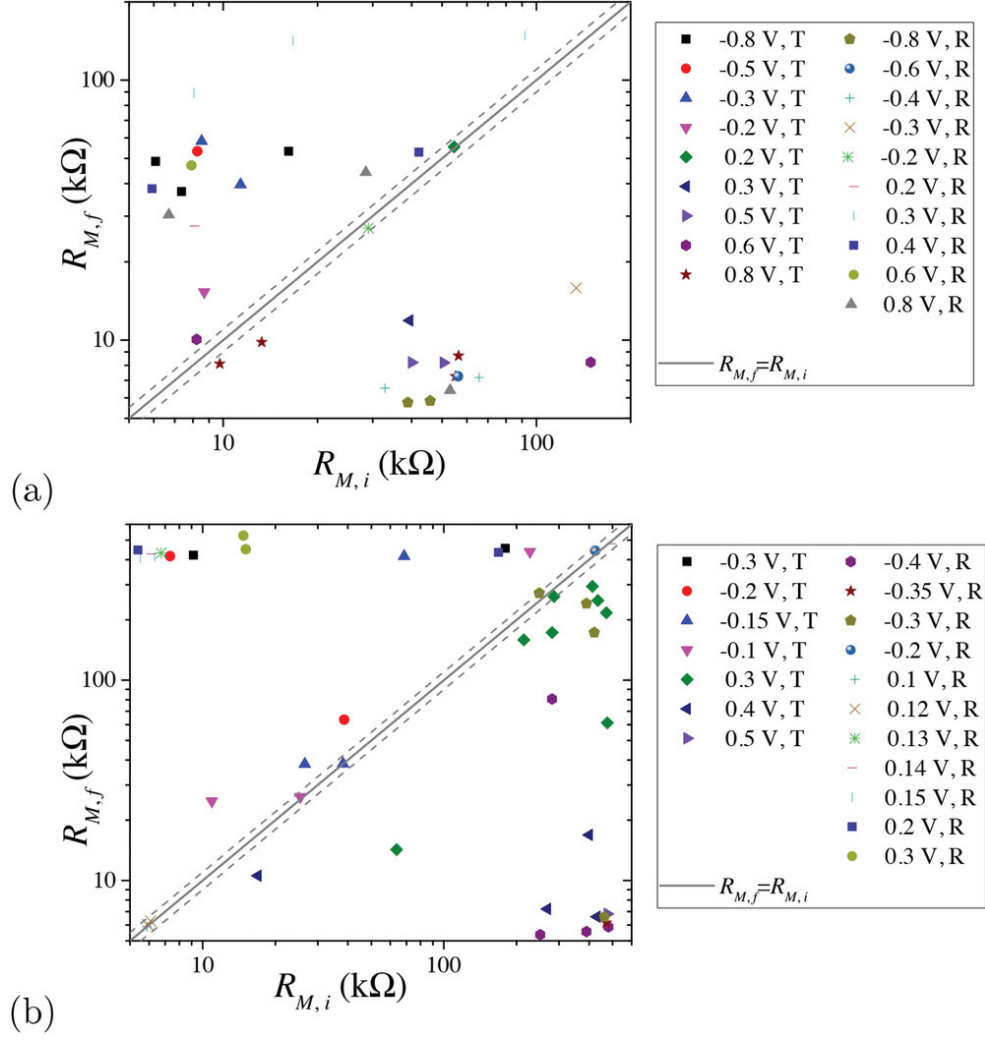 100
10
R_{M,f} (kΩ)
10
100
R_{M,i} (kΩ)
(a)
-0.8 V, T
-0.8 V, R
-0.5 V, T
-0.6 V, R
-0.3 V, T
-0.4 V, R
-0.2 V, T
-0.3 V, R
0.2 V, T
-0.2 V, R
0.3 V, T
0.2 V, R
0.5 V, T
0.3 V, R
0.6 V, T
0.4 V, R
0.8 V, T
0.6 V, R
0.8 V, R
R_{M,f}=R_{M,i}
100
10
R_{M,f} (kΩ)
10
100
R_{M,i} (kΩ)
(b)
-0.3 V, T
-0.4 V, R
-0.2 V, T
-0.35 V, R
-0.15 V, T
-0.3 V, R
-0.1 V, T
-0.2 V, R
0.3 V, T
0.1 V, R
0.4 V, T
0.12 V, R
0.5 V, T
0.13 V, R
0.14 V, R
0.15 V, R
0.2 V, R
0.3 V, R
R_{M,f}=R_{M,i}